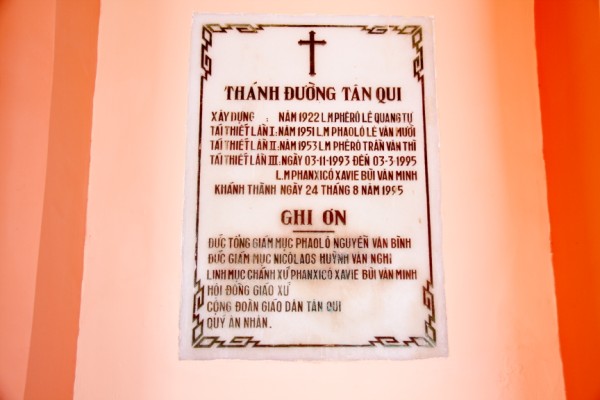 THÁNH ĐƯỜNG TÂN QUI
XÂY DỰNG : NĂM 1922 L.M PHÊRÔ LÊ QUANG TỰ
TÁI THIẾT LẦN I: NĂM 1951 L.M PHAOLÔ LÊ VĂN MƯỜI
TÁI THIẾT LẦN II: NĂM 1953 L.M PHÊRÔ TRẦN VĂN THÌ
TÁI THIẾT LẦN III: NGÀY 03-11-1993 ĐẾN 03-3-1995
L.M PHANXICÔ XAVIE BÙI VĂN MINH
KHÁNH THÀNH NGÀY 24 THÁNG 8 NĂM 1995
GHI ƠN
ĐỨC TỔNG GIÁM MỤC PHAOLÔ NGUYỄN VĂN BÌNH
ĐỨC GIÁM MỤC NICÔLAOS HUỲNH VĂN NGHI
LINH MỤC CHÁNH XỨ PHANXICÔ XAVIE BÙI VĂN MINH
HỘI ĐỒNG GIÁO XỨ
CỘNG ĐOÀN GIÁO DÂN TÂN QUI
QUÝ ÂN NHÂN.